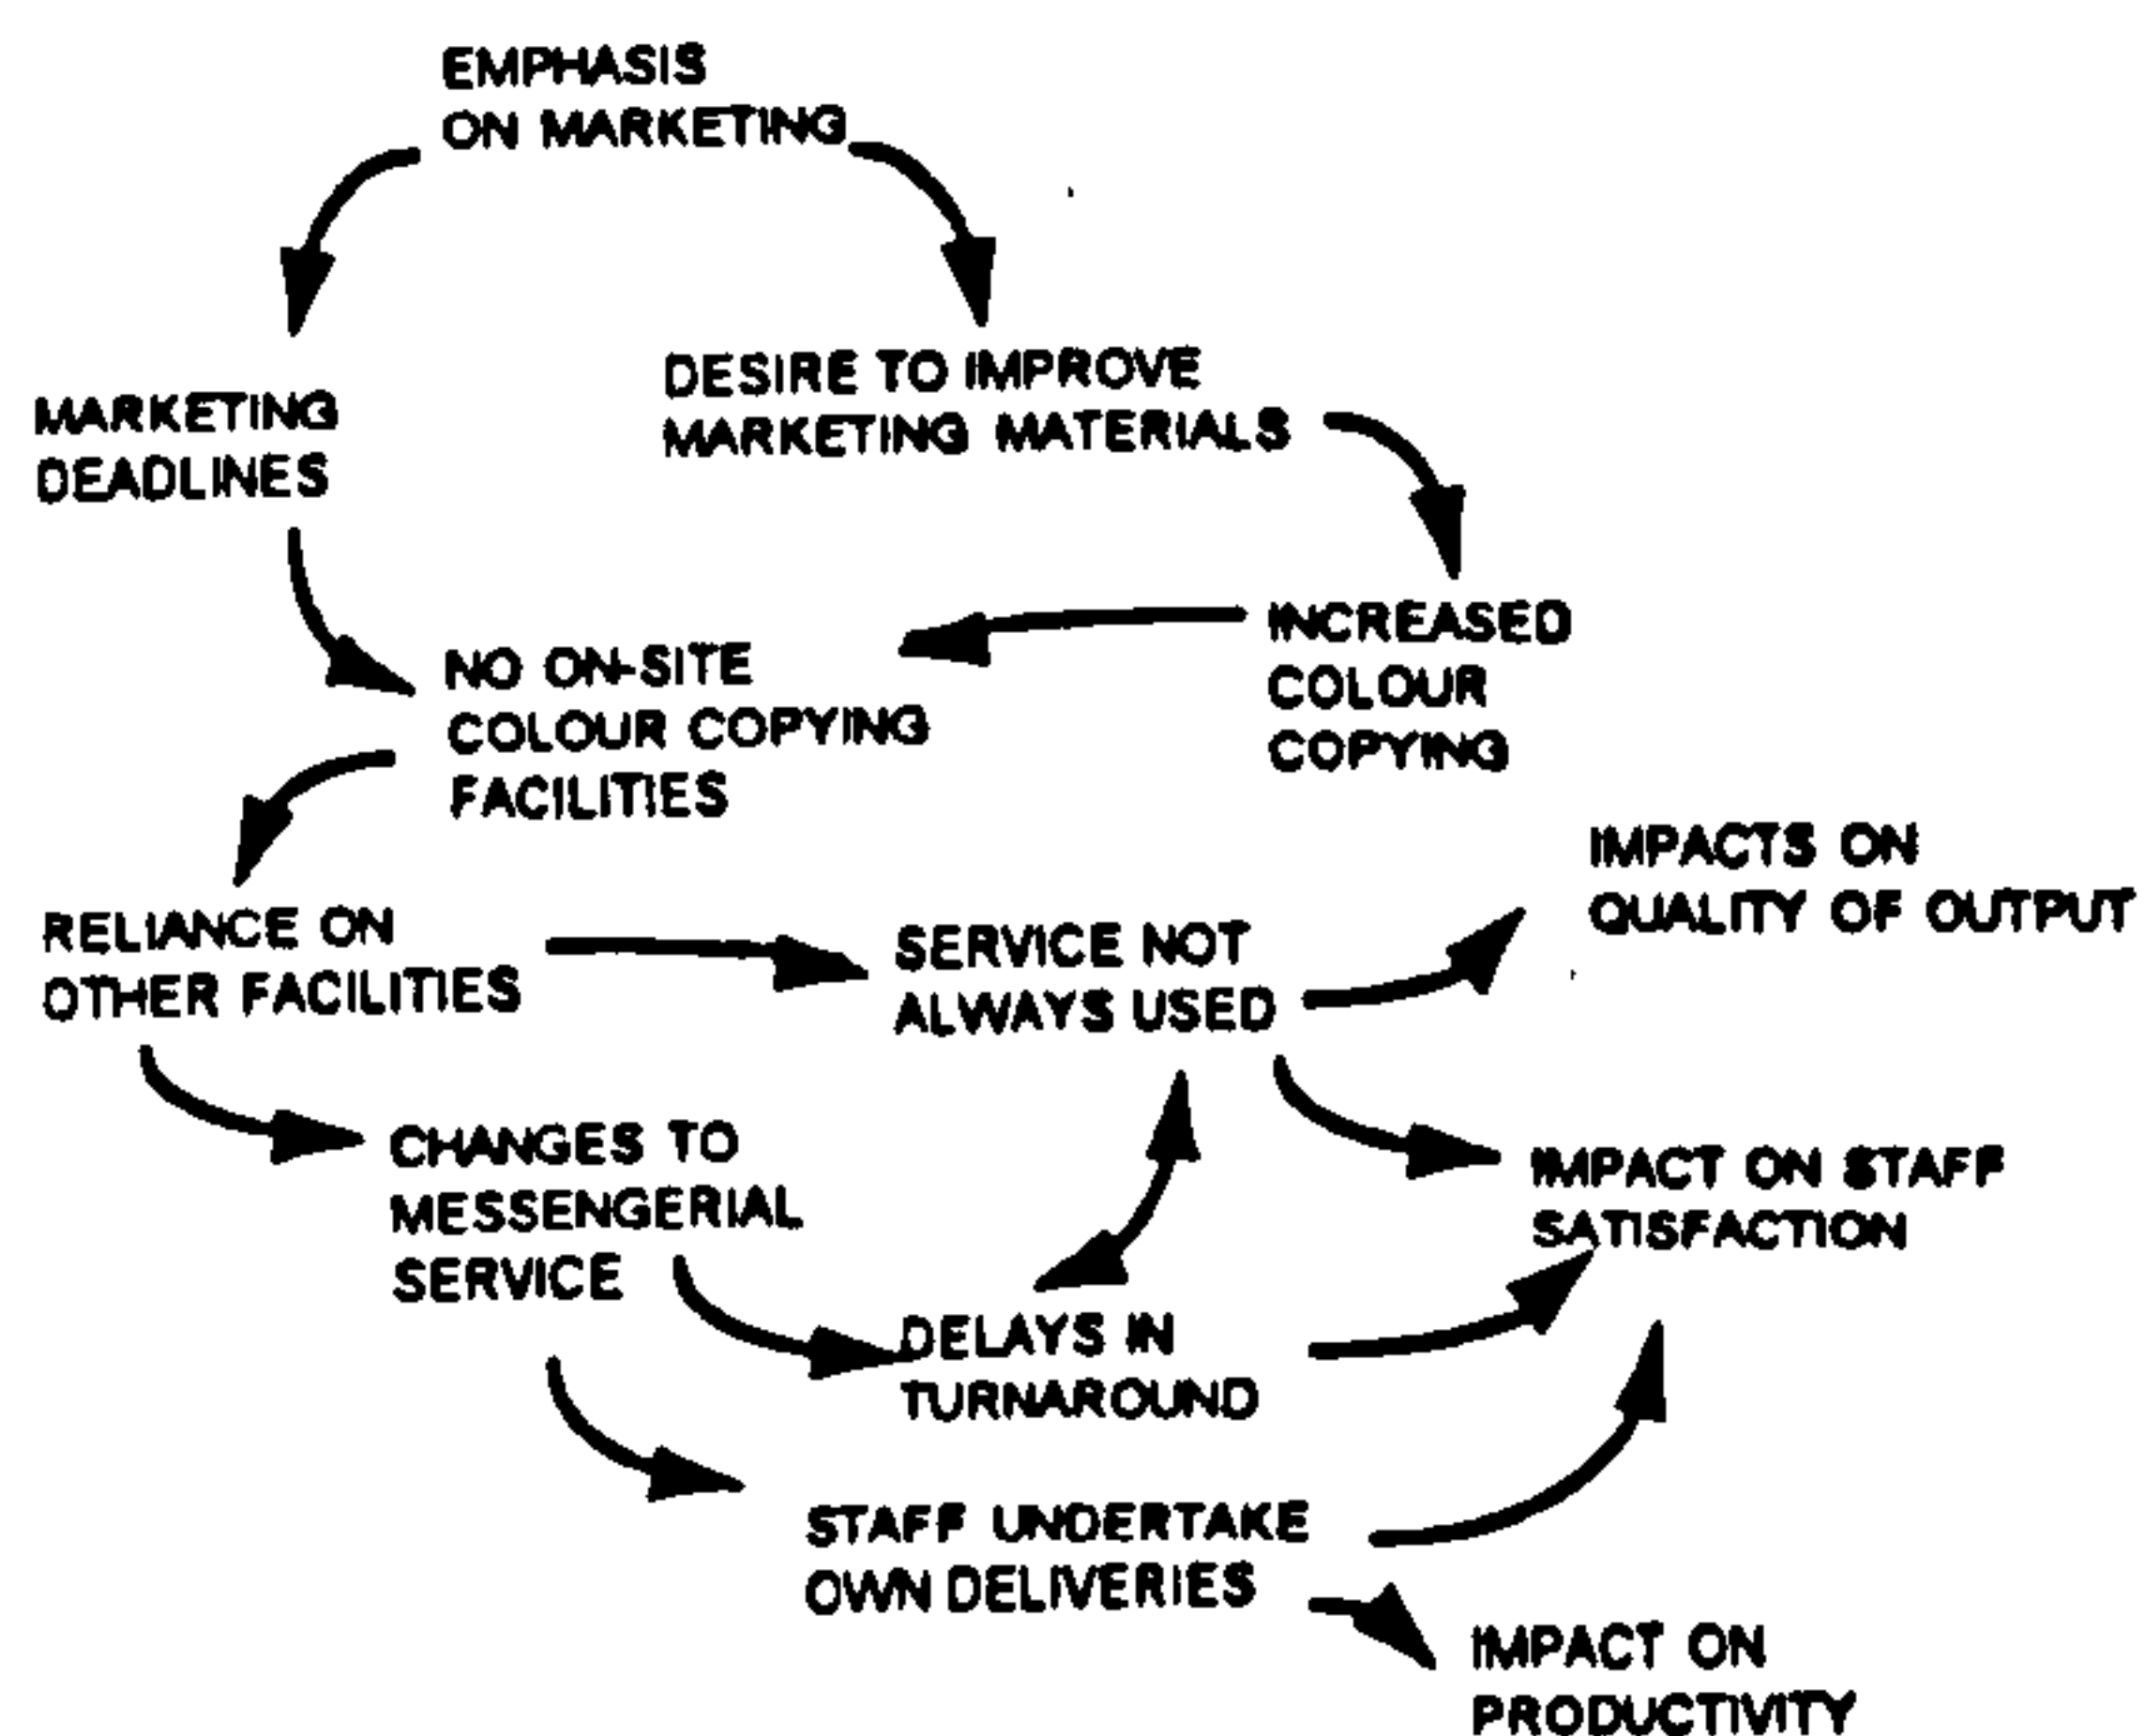 EMPHASIS
ON MARKETING
DESIRE TO IMPROVE
MARKETING MATERIALS
MARKETING
DEADLINES
INCREASED
COLOUR
COPYING
NO ON-SITE
COLOUR COPYING
FACILITIES
IMPACTS ON
QUALITY OF OUTPUT
RELIANCE ON
OTHER FACILITIES
SERVICE NOT
ALWAYS USED
CHANGES TO
MESSENGERIAL
SERVICE
IMPACT ON STAFF
SATISFACTION
DELAYS IN
TURNAROUND
STAFF UNDERTAKE
OWN DELIVERIES
IMPACT ON
PRODUCTIVITY